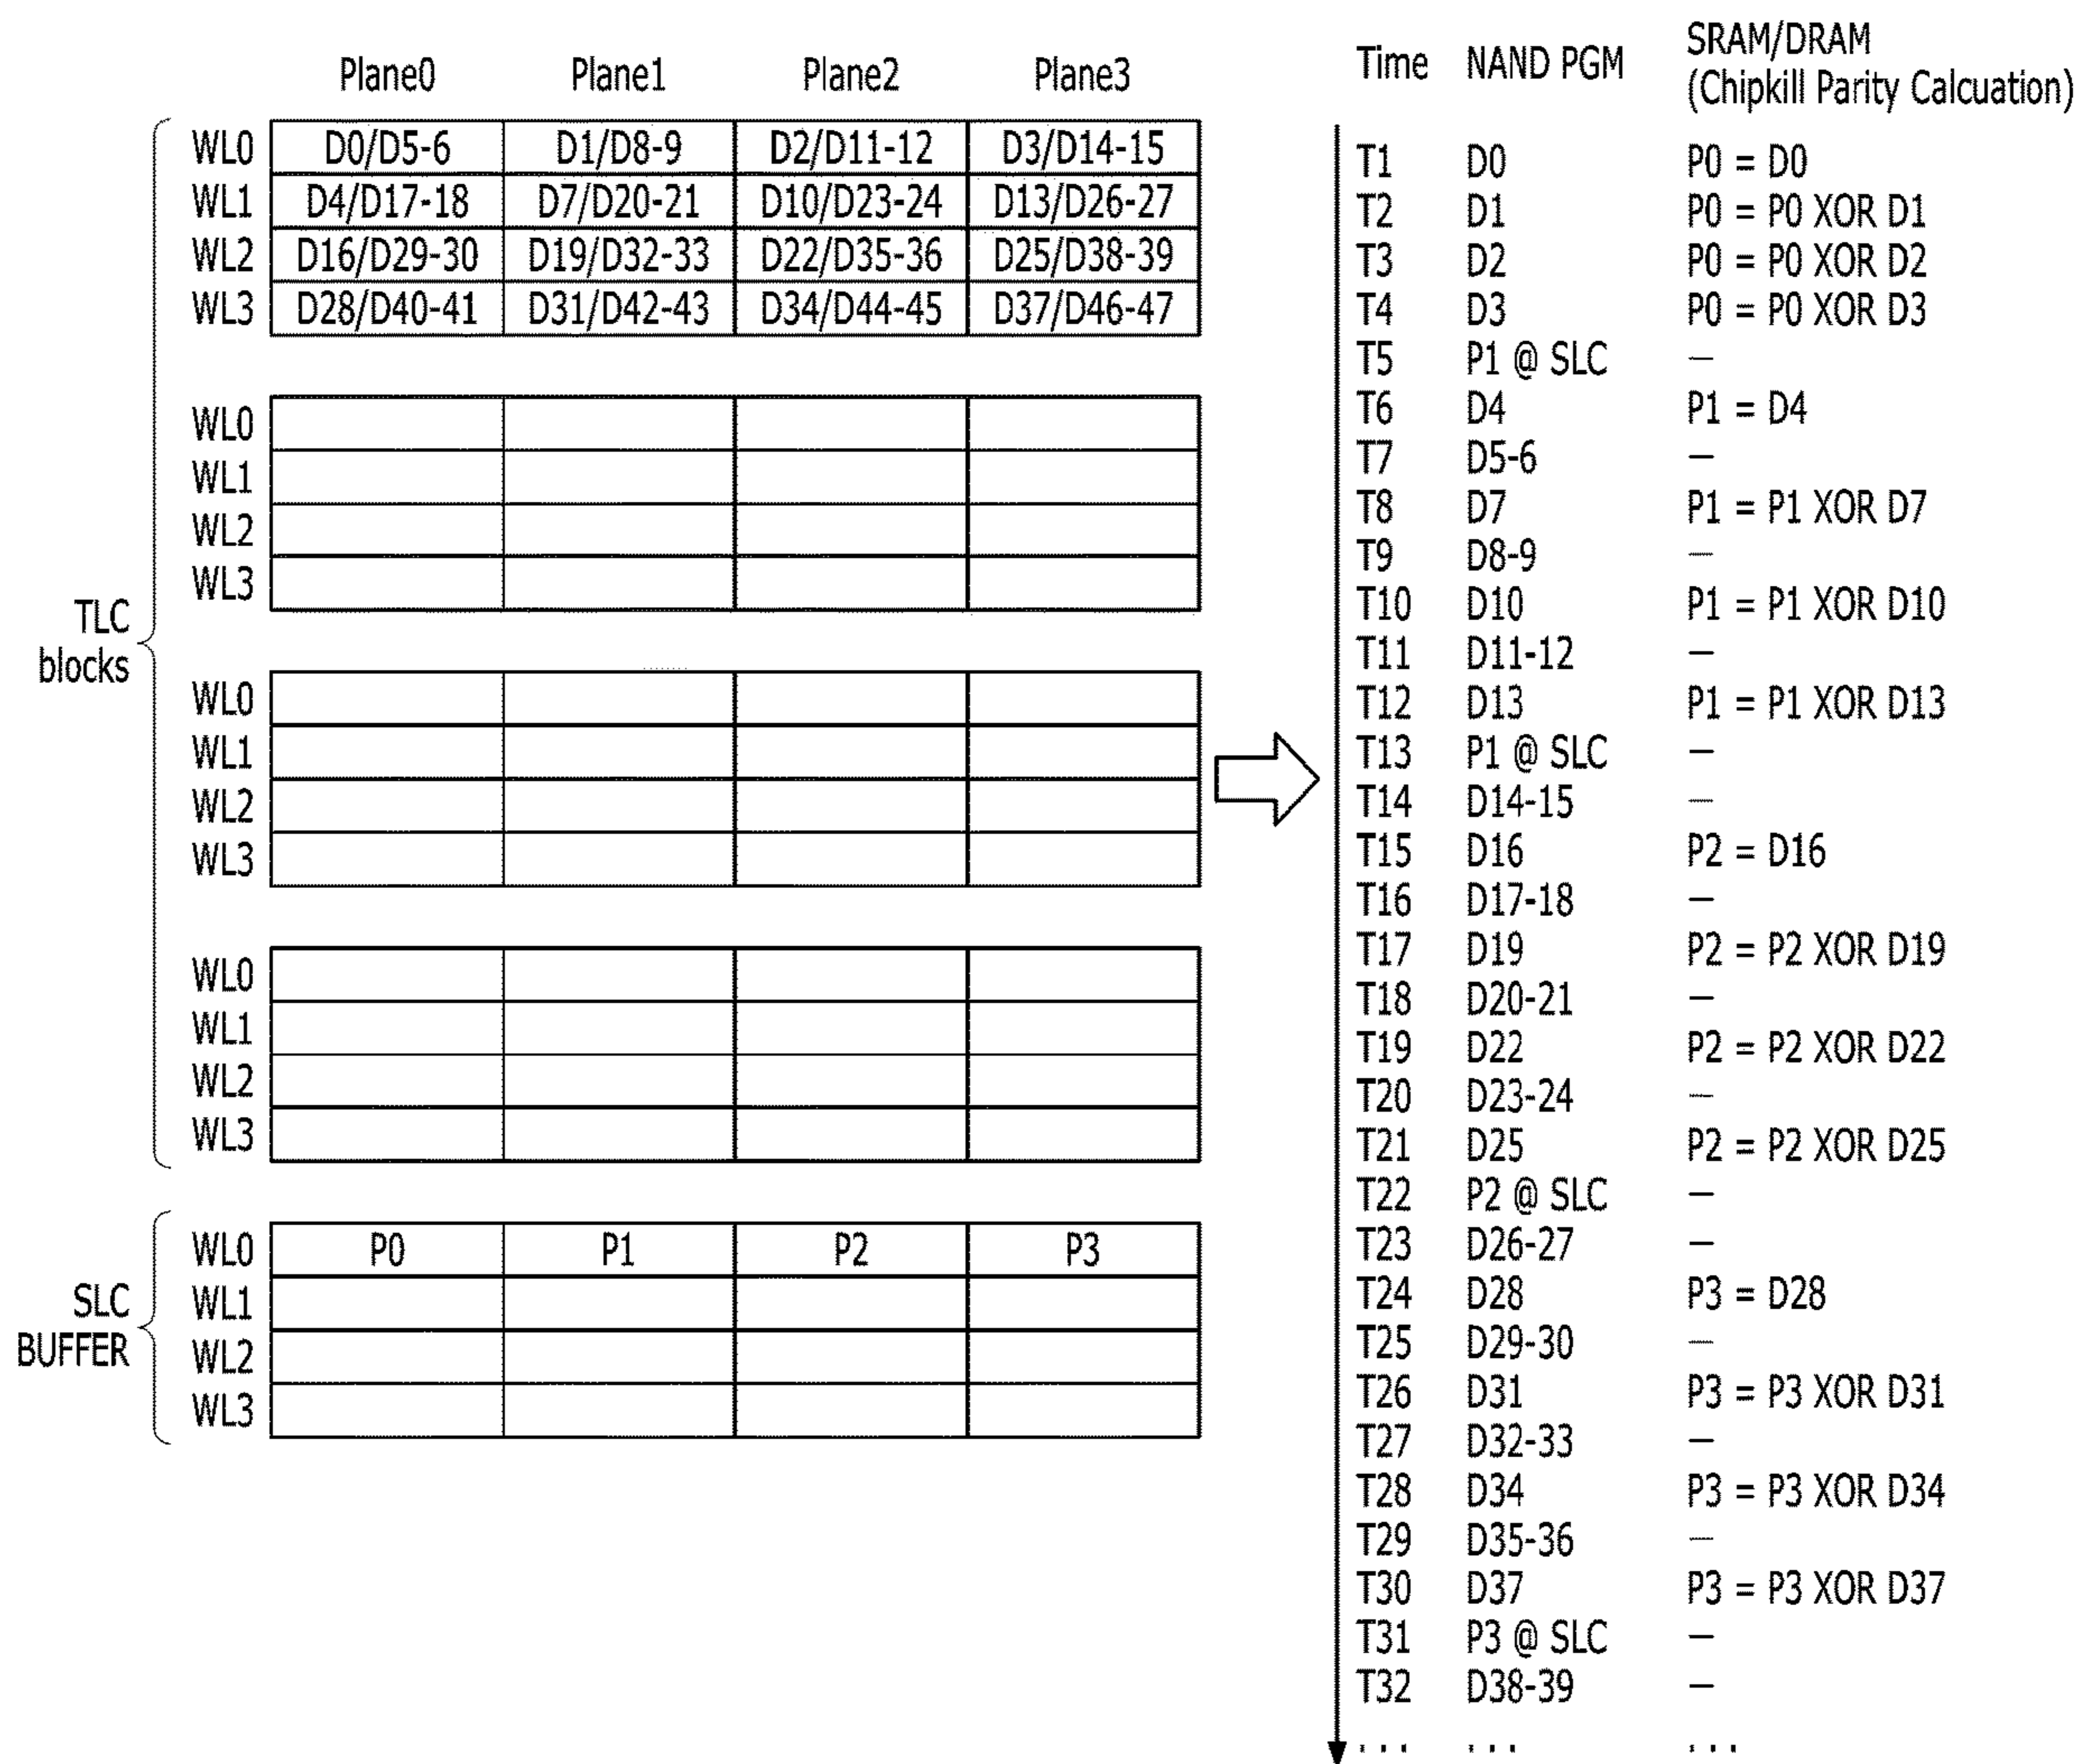 Plane0 Plane1 Plane2 Plane3
WL0 D0/D5-6 D1/D8-9 D2/D11-12 D3/D14-15
WL1 D4/D17-18 D7/D20-21 D10/D23-24 D13/D26-27
WL2 D16/D29-30 D19/D32-33 D22/D35-36 D25/D38-39
WL3 D28/D40-41 D31/D42-43 D34/D44-45 D37/D46-47
WL0
WL1
WL2
WL3
TLC
blocks
WL0
WL1
WL2
WL3
WL0
WL1
WL2
WL3
SLC
BUFFER
WL0 P0 P1 P2 P3
WL1
WL2
WL3
Time NAND PGM SRAM/DRAM
(Chipkill Parity Calcuation)
T1 D0 P0 = D0
T2 D1 P0 = P0 XOR D1
T3 D2 P0 = P0 XOR D2
T4 D3 P0 = P0 XOR D3
T5 P1 @ SLC —
T6 D4 P1 = D4
T7 D5-6 —
T8 D7 P1 = P1 XOR D7
T9 D8-9 —
T10 D10 P1 = P1 XOR D10
T11 D11-12 —
T12 D13 P1 = P1 XOR D13
T13 P1 @ SLC —
T14 D14-15 —
T15 D16 P2 = D16
T16 D17-18 —
T17 D19 P2 = P2 XOR D19
T18 D20-21 —
T19 D22 P2 = P2 XOR D22
T20 D23-24 —
T21 D25 P2 = P2 XOR D25
T22 P2 @ SLC —
T23 D26-27 —
T24 D28 P3 = D28
T25 D29-30 —
T26 D31 P3 = P3 XOR D31
T27 D32-33 —
T28 D34 P3 = P3 XOR D34
T29 D35-36 —
T30 D37 P3 = P3 XOR D37
T31 P3 @ SLC —
T32 D38-39 —
... ... ...